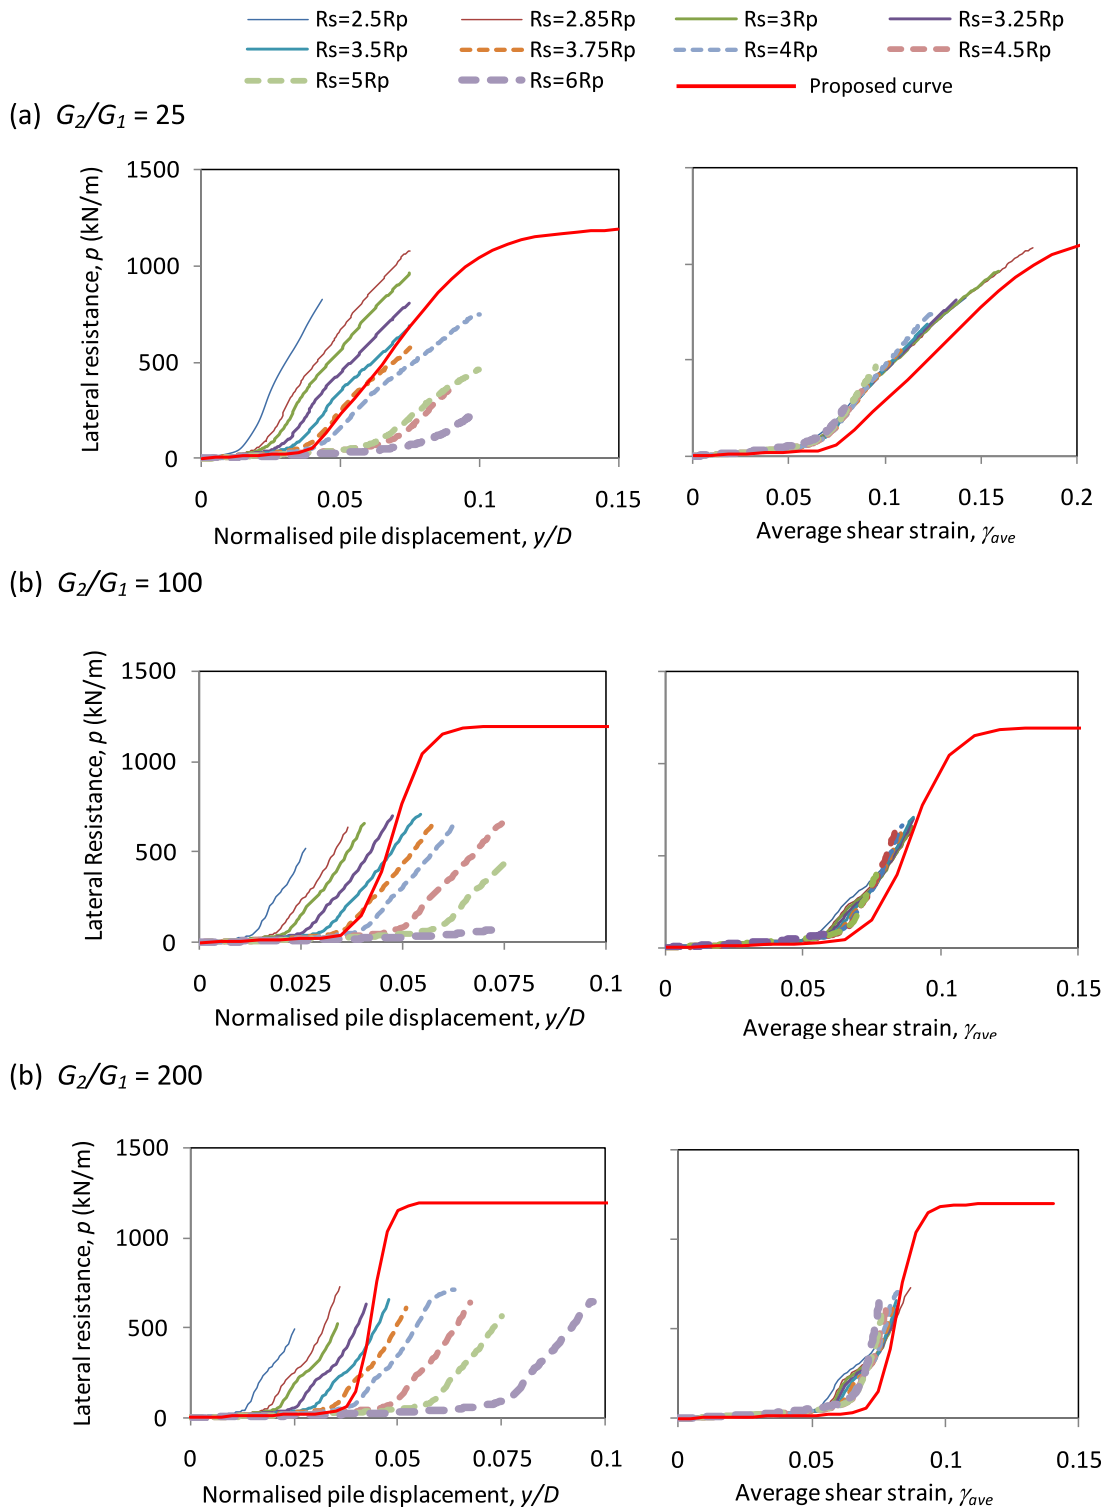 Rs=2.5Rp Rs=2.85Rp Rs=3Rp Rs=3.25Rp
Rs=3.5Rp Rs=3.75Rp Rs=4Rp Rs=4.5Rp
Rs=5Rp Rs=6Rp Proposed curve
(a) G2/G1 = 25
Lateral resistance, p (kN/m)
1500
1000
500
0
0 0.05 0.1 0.15
Normalised pile displacement, y/D
0 0.05 0.1 0.15 0.2
Average shear strain, γave
(b) G2/G1 = 100
Lateral Resistance, p (kN/m)
1500
1000
500
0
0 0.025 0.05 0.075 0.1
Normalised pile displacement, y/D
0 0.05 0.1 0.15
Average shear strain, γave
(b) G2/G1 = 200
Lateral resistance, p (kN/m)
1500
1000
500
0
0 0.025 0.05 0.075 0.1
Normalised pile displacement, y/D
0 0.05 0.1 0.15
Average shear strain, γave